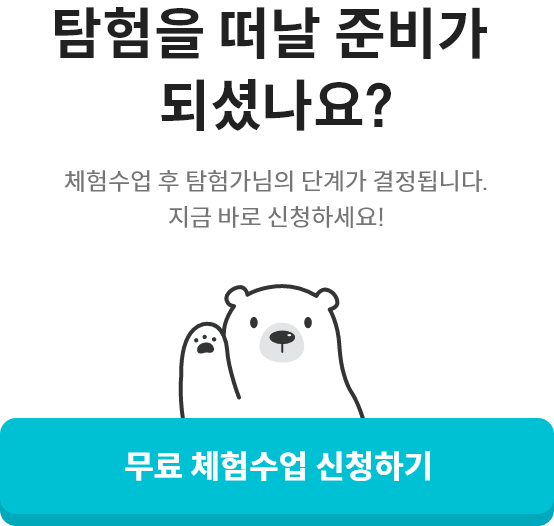 탐험을 떠날 준비가
되셨나요?
체험수업 후 탐험가님의 단계가 결정됩니다.
지금 바로 신청하세요!
무료 체험수업 신청하기